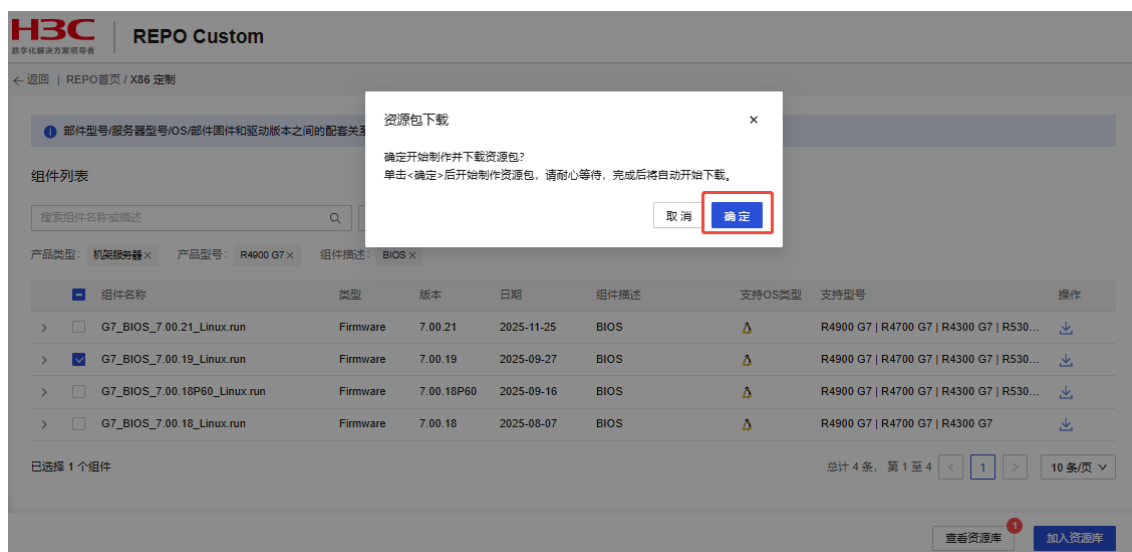 H3C
数字化解决方案领导者
REPO Custom
返回 | REPO首页 / X86 定制
部件型号/服务器型号/OS/部件固件和驱动版本之间的配套关系
资源包下载
确定开始制作并下载资源包?
单击<确定>后开始制作资源包，请耐心等待，完成后将自动开始下载。
取消 确定
组件列表
搜索组件名称或描述
产品类型: 机架服务器 产品型号: R4900 G7 组件描述: BIOS
组件名称 类型 版本 日期 组件描述 支持OS类型 支持型号 操作
G7_BIOS_7.00.21_Linux.run Firmware 7.00.21 2025-11-25 BIOS R4900 G7 | R4700 G7 | R4300 G7 | R530...
G7_BIOS_7.00.19_Linux.run Firmware 7.00.19 2025-09-27 BIOS R4900 G7 | R4700 G7 | R4300 G7 | R530...
G7_BIOS_7.00.18P60_Linux.run Firmware 7.00.18P60 2025-09-16 BIOS R4900 G7 | R4700 G7 | R4300 G7 | R530...
G7_BIOS_7.00.18_Linux.run Firmware 7.00.18 2025-08-07 BIOS R4900 G7 | R4700 G7 | R4300 G7
已选择 1 个组件
总计 4 条, 第 1 至 4 < 1 > 10 条/页
查看资源库 1 加入资源库